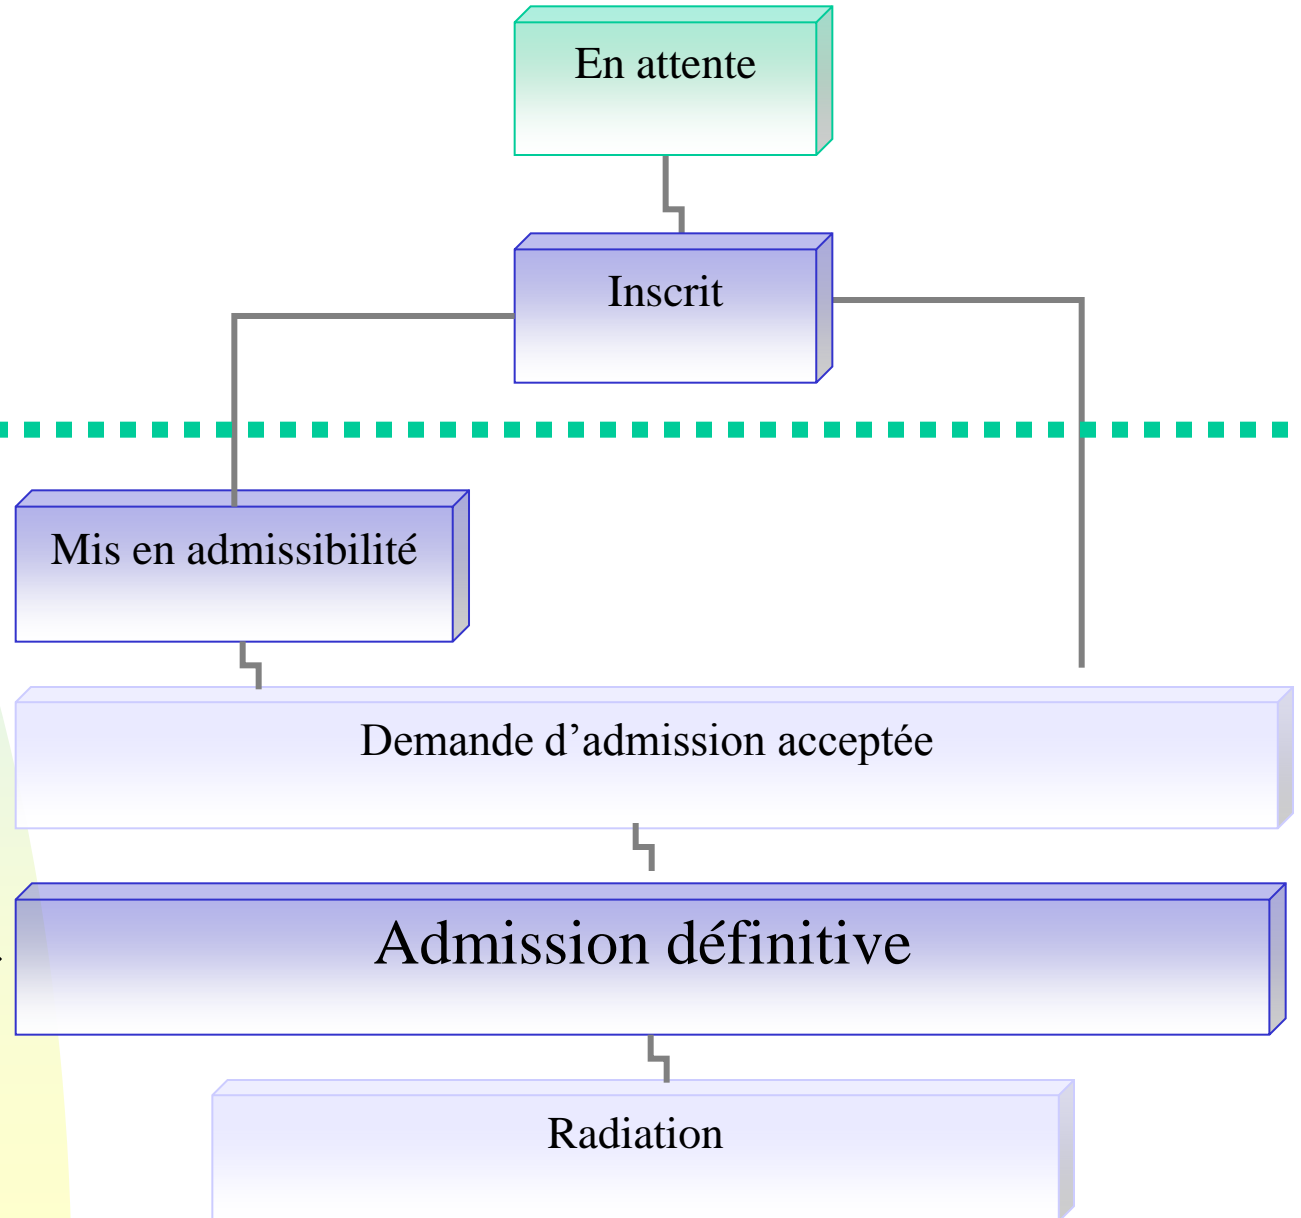 En attente
Inscrit
Mis en admissibilité
Demande d’admission acceptée
Admission définitive
Radiation